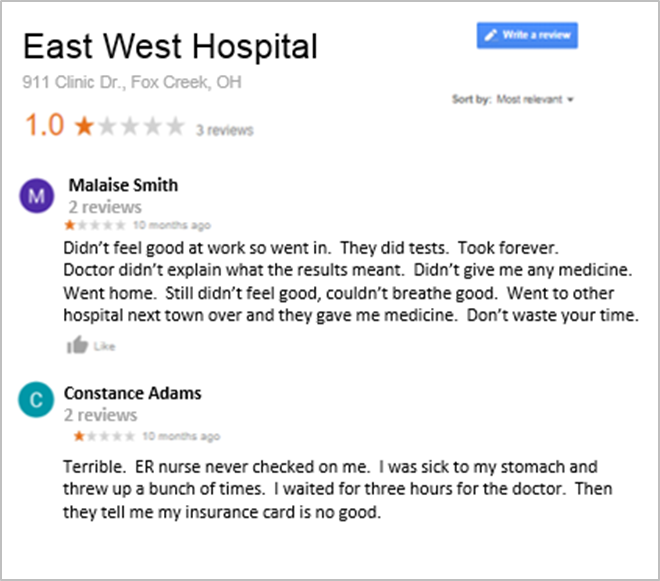 East West Hospital
Write a review
911 Clinic Dr., Fox Creek, OH
Sort by: Most relevant
1.0 3 reviews
M
Malaise Smith
2 reviews
10 months ago
Didn’t feel good at work so went in. They did tests. Took forever.
Doctor didn’t explain what the results meant. Didn’t give me any medicine.
Went home. Still didn’t feel good, couldn’t breathe good. Went to other
hospital next town over and they gave me medicine. Don’t waste your time.
Like
C
Constance Adams
2 reviews
10 months ago
Terrible. ER nurse never checked on me. I was sick to my stomach and
threw up a bunch of times. I waited for three hours for the doctor. Then
they tell me my insurance card is no good.